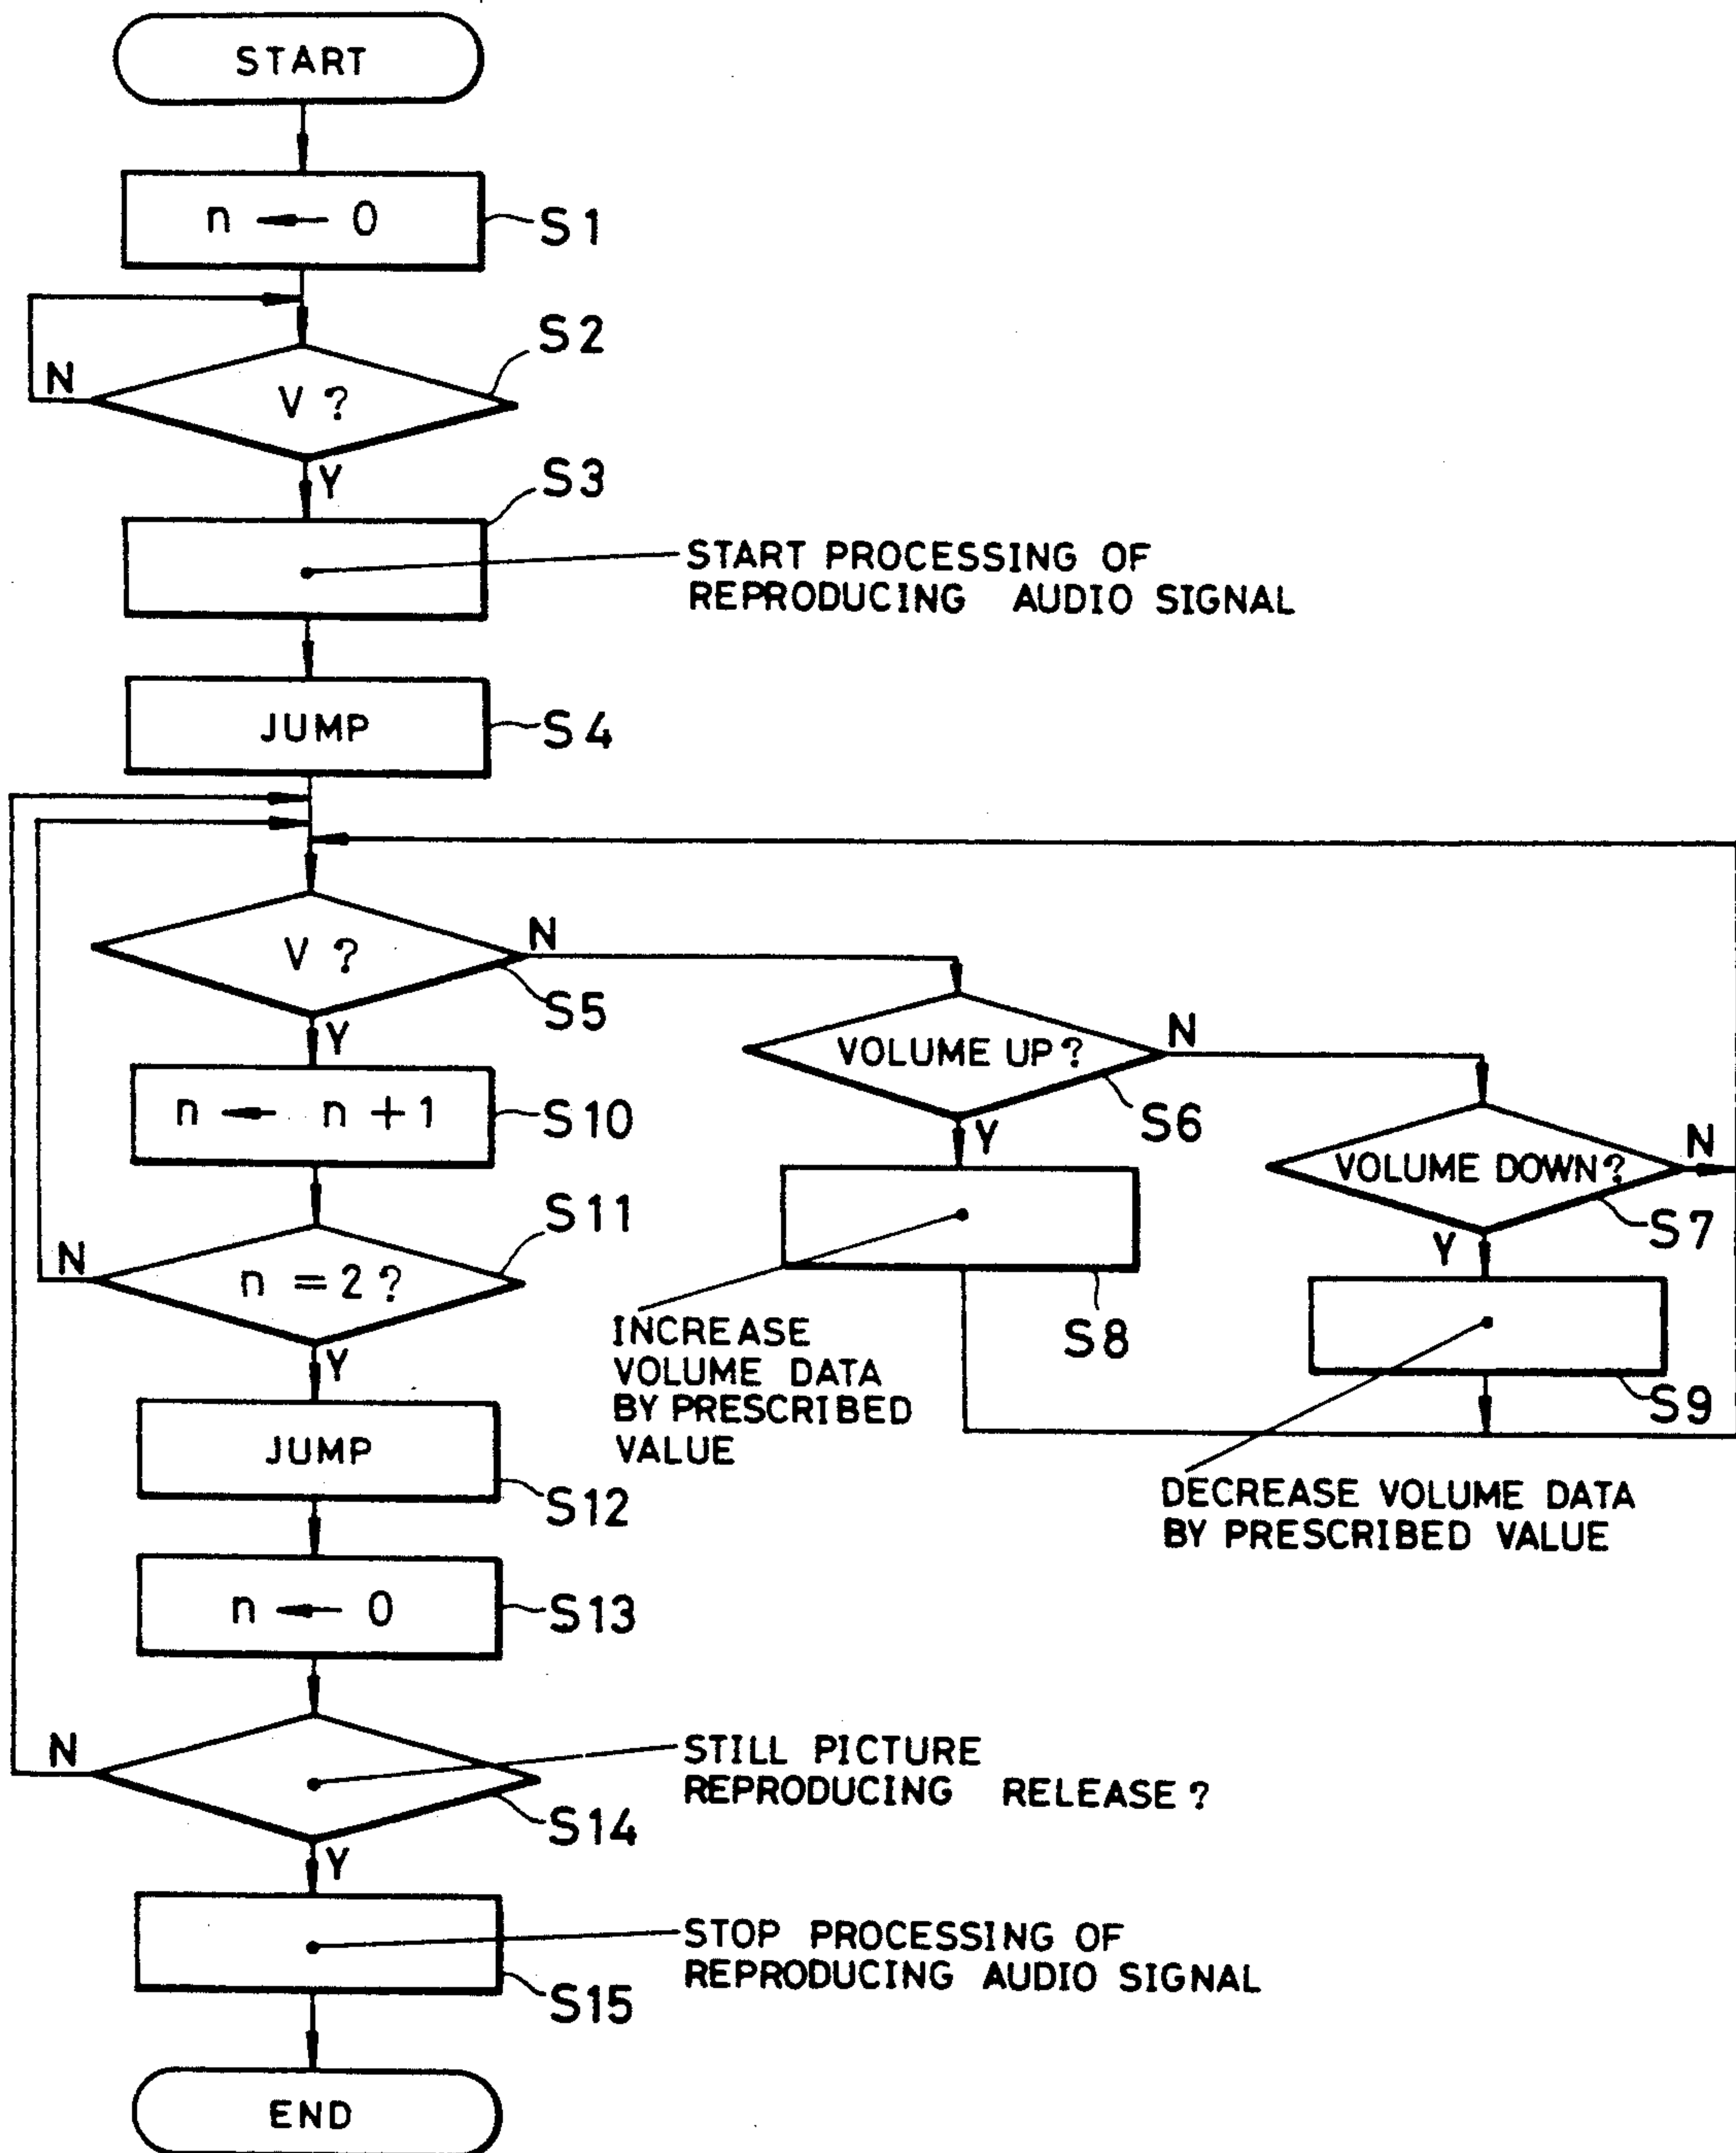 START
n ← 0
S1
S2
V ?
N
Y
S3
START PROCESSING OF
REPRODUCING AUDIO SIGNAL
JUMP
S4
V ?
N
S5
Y
VOLUME UP ?
N
S6
Y
n ← n + 1
S10
VOLUME DOWN ?
N
S7
Y
S11
n = 2 ?
N
Y
INCREASE
VOLUME DATA
BY PRESCRIBED
VALUE
S8
S9
JUMP
S12
DECREASE VOLUME DATA
BY PRESCRIBED VALUE
n ← 0
S13
N
STILL PICTURE
REPRODUCING RELEASE ?
S14
Y
STOP PROCESSING OF
REPRODUCING AUDIO SIGNAL
S15
END